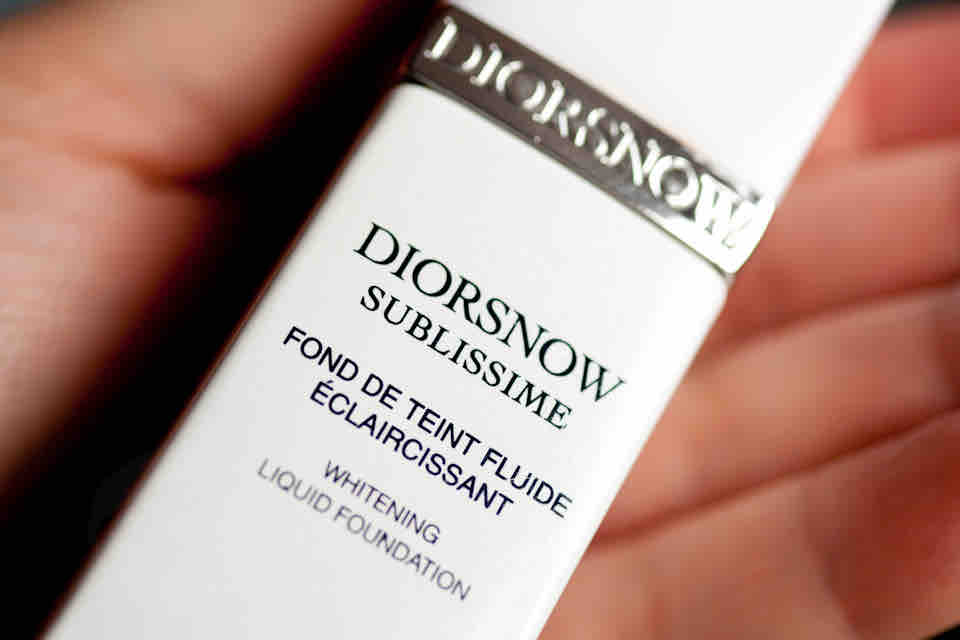 DIORSNOW
DIORSNOW
SUBLISSIME
FOND DE TEINT FLUIDE
ÉCLAIRCISSANT
WHITENING
LIQUID FOUNDATION